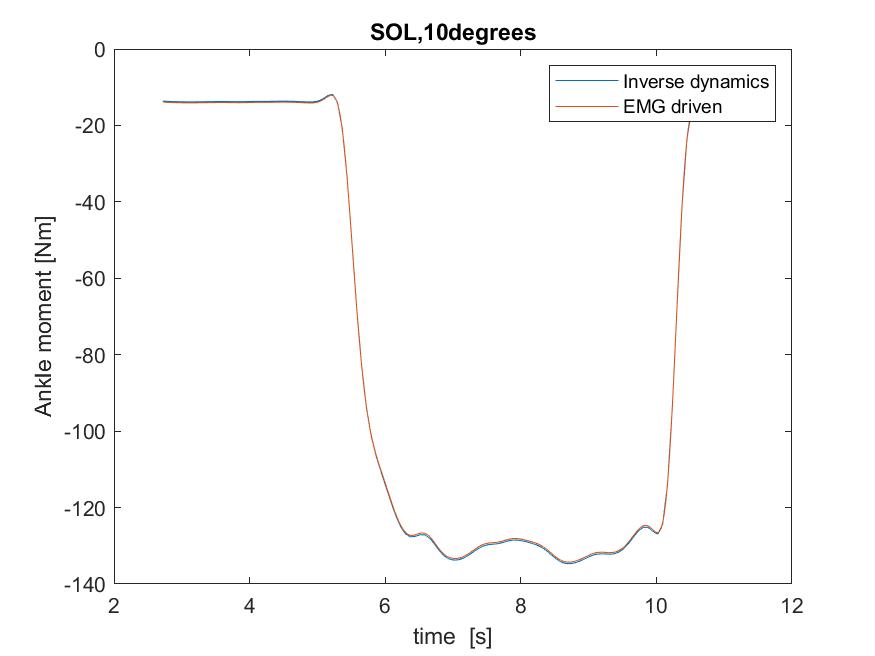 SOL,10degrees
0
-20
-40
-60
-80
-100
-120
-140
Ankle moment [Nm]
Inverse dynamics
EMG driven
2 4 6 8 10 12
time [s]